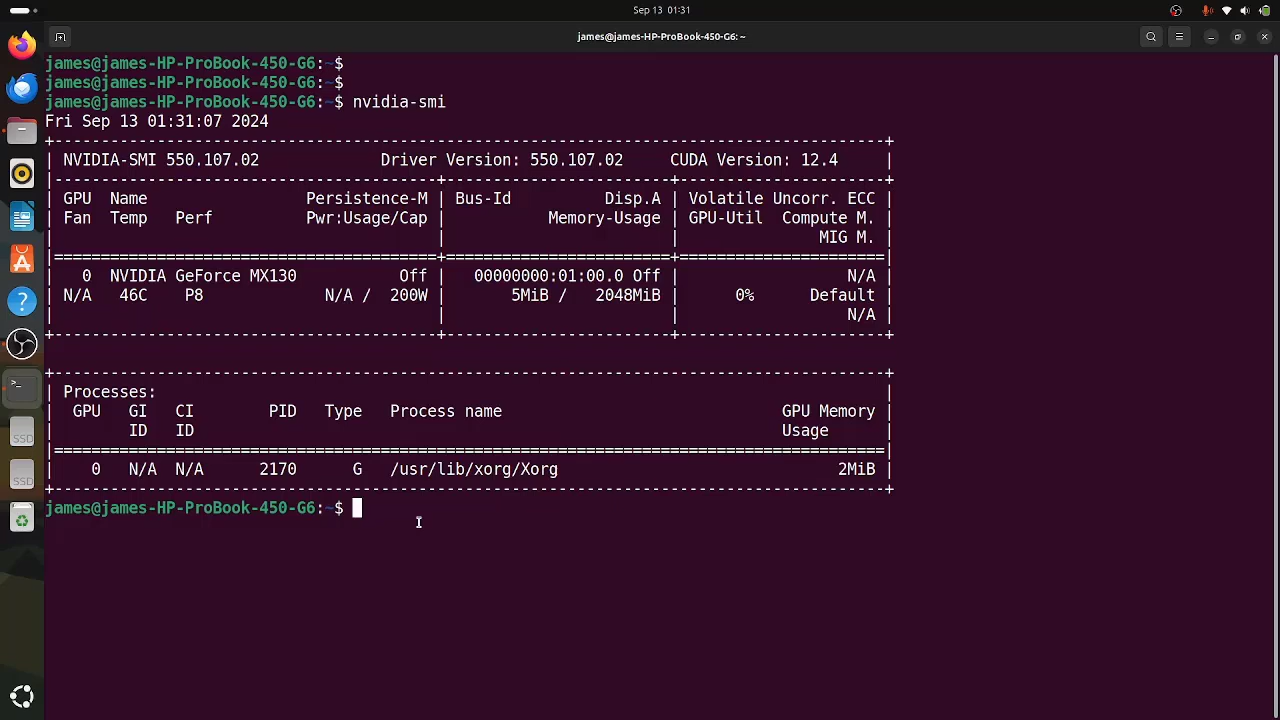 Sep 13 01:31
james@james-HP-ProBook-450-G6: ~
james@james-HP-ProBook-450-G6:~$
james@james-HP-ProBook-450-G6:~$
james@james-HP-ProBook-450-G6:~$ nvidia-smi
Fri Sep 13 01:31:07 2024
+-----------------------------------------------------------------------------------------+
| NVIDIA-SMI 550.107.02             Driver Version: 550.107.02     CUDA Version: 12.4     |
|-----------------------------------------+------------------------+----------------------+
| GPU  Name                 Persistence-M | Bus-Id          Disp.A | Volatile Uncorr. ECC |
| Fan  Temp   Perf          Pwr:Usage/Cap |           Memory-Usage | GPU-Util  Compute M. |
|                                         |                        |               MIG M. |
|=========================================+========================+======================|
|   0  NVIDIA GeForce MX130           Off |   00000000:01:00.0 Off |                  N/A |
| N/A   46C    P8             N/A /  200W |       5MiB /   2048MiB |      0%      Default |
|                                         |                        |                  N/A |
+-----------------------------------------+------------------------+----------------------+
+-----------------------------------------------------------------------------------------+
| Processes:                                                                              |
|  GPU   GI   CI        PID   Type   Process name                              GPU Memory |
|        ID   ID                                                               Usage      |
|=========================================================================================|
|    0   N/A  N/A      2170      G   /usr/lib/xorg/Xorg                              2MiB |
+-----------------------------------------------------------------------------------------+
james@james-HP-ProBook-450-G6:~$
SSD
SSD